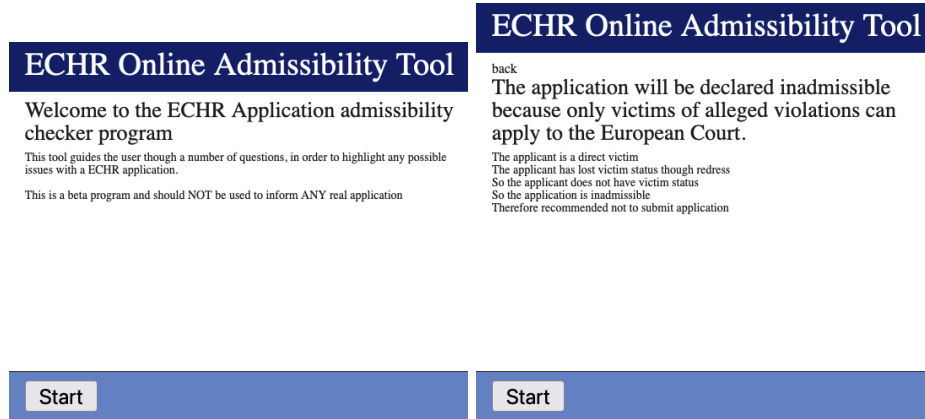 ECHR Online Admissibility Tool
Welcome to the ECHR Application admissibility
checker program
This tool guides the user though a number of questions, in order to highlight any possible
issues with a ECHR application.
This is a beta program and should NOT be used to inform ANY real application
Start
ECHR Online Admissibility Tool
back
The application will be declared inadmissible
because only victims of alleged violations can
apply to the European Court.
The applicant is a direct victim
The applicant has lost victim status though redress
So the applicant does not have victim status
So the application is inadmissible
Therefore recommended not to submit application
Start